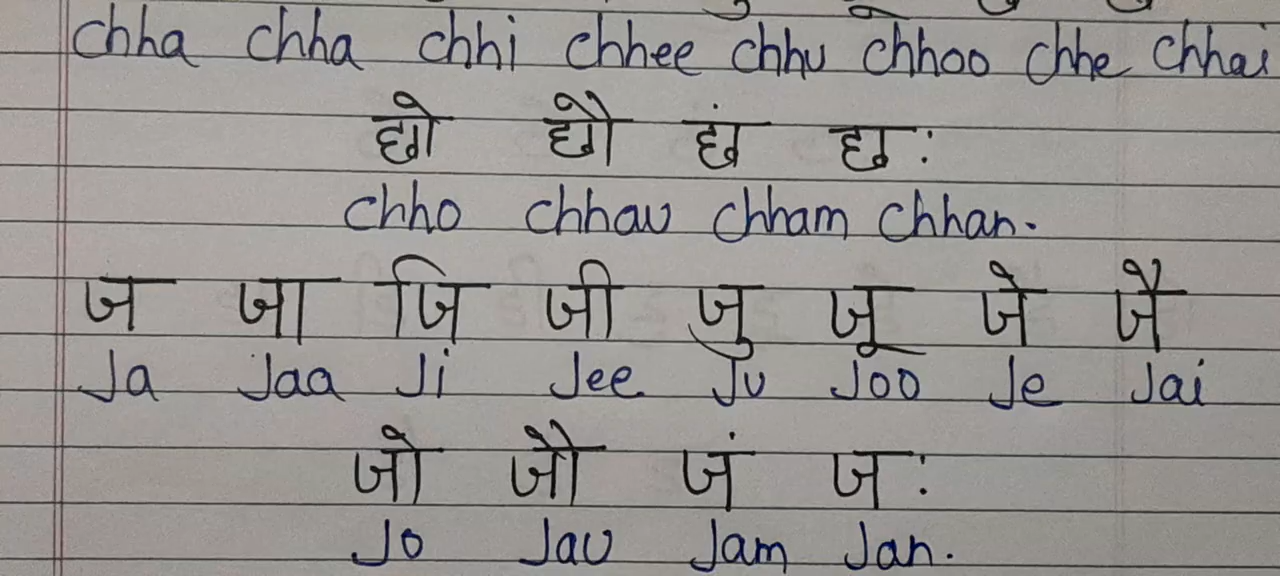 chha chha chhi chhee chhu chhoo chhe chhai
छो छौ छं छ:
chho chhau chham chhan.
ज जा जि जी जु जू जे जै
Ja Jaa Ji Jee Ju Joo Je Jai
जो जौ जं ज:
Jo Jau Jam Jan.